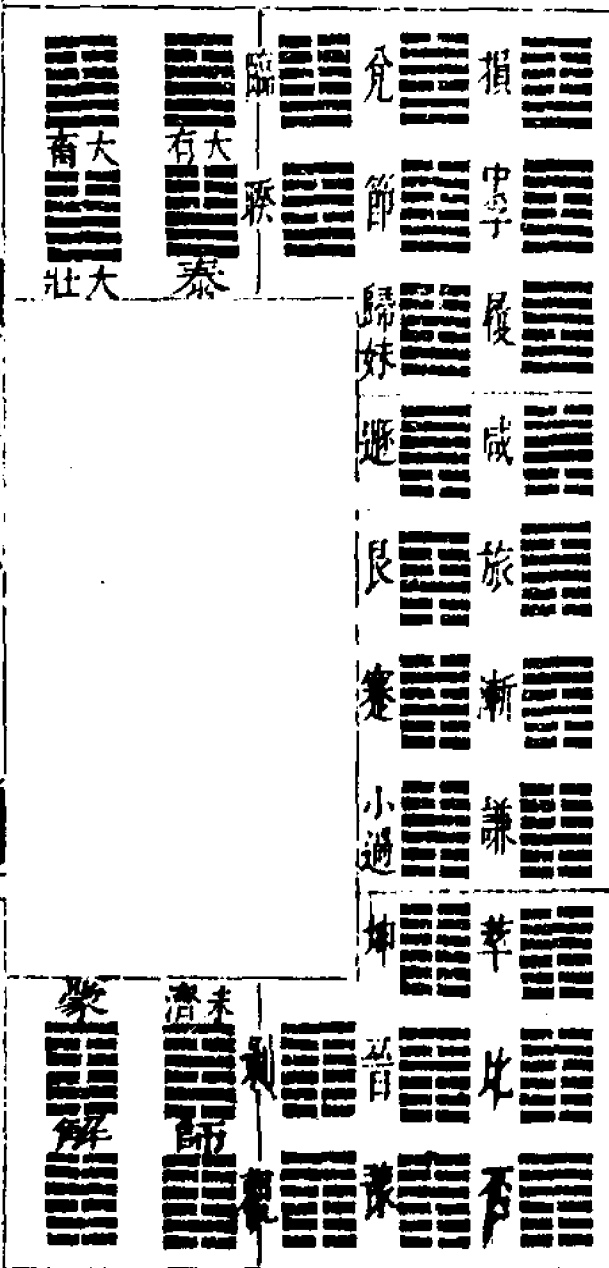 損
中孚
履
咸
旅
漸
謙
萃
比
否
兌
節
歸妹
遯
艮
蹇
小過
坤
晉
豫
臨
睽
剝
觀
大有
泰
未濟
師
大畜
大壯
蒙
解